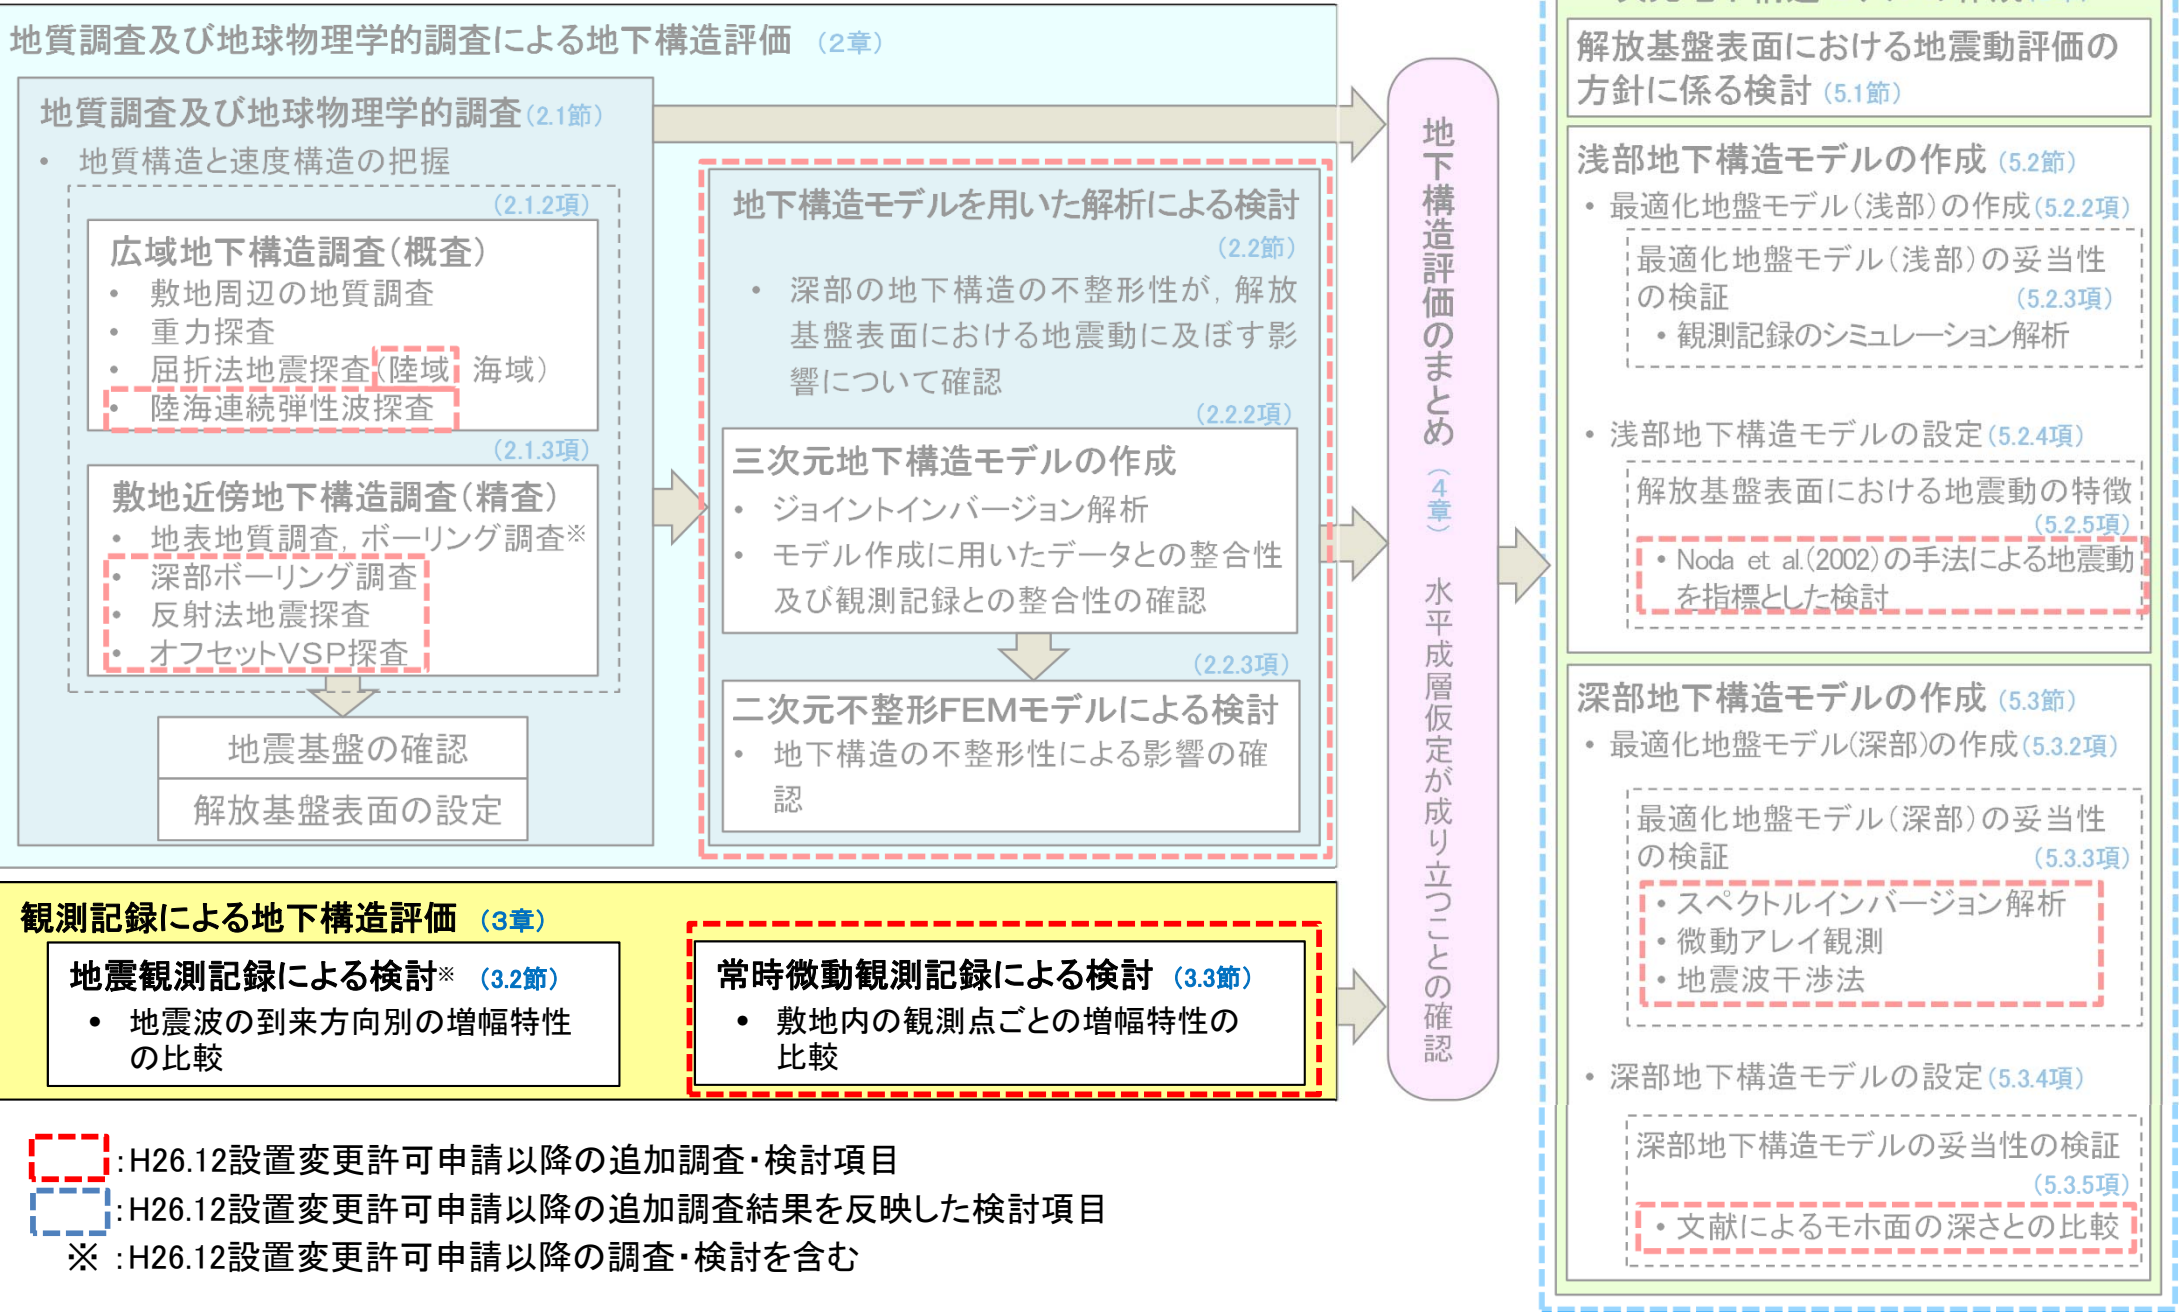 地質調査及び地球物理学的調査による地下構造評価 (2章)
地質調査及び地球物理学的調査(2.1節)
• 地質構造と速度構造の把握
(2.1.2項)
広域地下構造調査(概査)
• 敷地周辺の地質調査
• 重力探査
• 屈折法地震探査(陸域 海域)
• 陸海連続弾性波探査
(2.1.3項)
敷地近傍地下構造調査(精査)
• 地表地質調査, ボーリング調査※
• 深部ボーリング調査
• 反射法地震探査
• オフセットVSP探査
地震基盤の確認
解放基盤表面の設定
地下構造モデルを用いた解析による検討
(2.2節)
• 深部の地下構造の不整形性が, 解放
基盤表面における地震動に及ぼす影
響について確認
(2.2.2項)
三次元地下構造モデルの作成
• ジョイントインバージョン解析
• モデル作成に用いたデータとの整合性
及び観測記録との整合性の確認
(2.2.3項)
二次元不整形FEMモデルによる検討
• 地下構造の不整形性による影響の確
認
観測記録による地下構造評価 (3章)
地震観測記録による検討※ (3.2節)
• 地震波の到来方向別の増幅特性
の比較
常時微動観測記録による検討 (3.3節)
• 敷地内の観測点ごとの増幅特性の
比較
地下構造評価のまとめ (4章) 水平成層仮定が成り立つことの確認
解放基盤表面における地震動評価の
方針に係る検討 (5.1節)
浅部地下構造モデルの作成 (5.2節)
• 最適化地盤モデル(浅部)の作成(5.2.2項)
最適化地盤モデル(浅部)の妥当性
の検証 (5.2.3項)
• 観測記録のシミュレーション解析
• 浅部地下構造モデルの設定(5.2.4項)
解放基盤表面における地震動の特徴
(5.2.5項)
• Noda et al.(2002)の手法による地震動
を指標とした検討
深部地下構造モデルの作成 (5.3節)
• 最適化地盤モデル(深部)の作成(5.3.2項)
最適化地盤モデル(深部)の妥当性
の検証 (5.3.3項)
• スペクトルインバージョン解析
• 微動アレイ観測
• 地震波干渉法
• 深部地下構造モデルの設定(5.3.4項)
深部地下構造モデルの妥当性の検証
(5.3.5項)
• 文献によるモホ面の深さとの比較
:H26.12設置変更許可申請以降の追加調査・検討項目
:H26.12設置変更許可申請以降の追加調査結果を反映した検討項目
※ :H26.12設置変更許可申請以降の調査・検討を含む